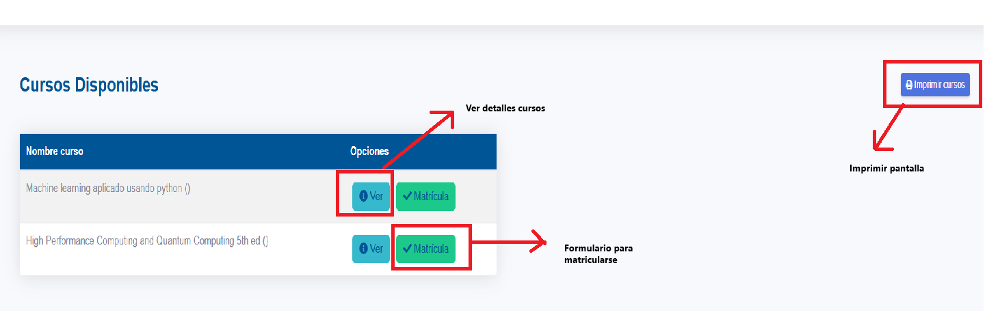 Cursos Disponibles
Imprimir cursos
Ver detalles cursos
Nombre curso Opciones
Imprimir pantalla
Machine learning aplicado usando python () Ver Matrícula
High Performance Computing and Quantum Computing 5th ed () Ver Matrícula
Formulario para
matricularse